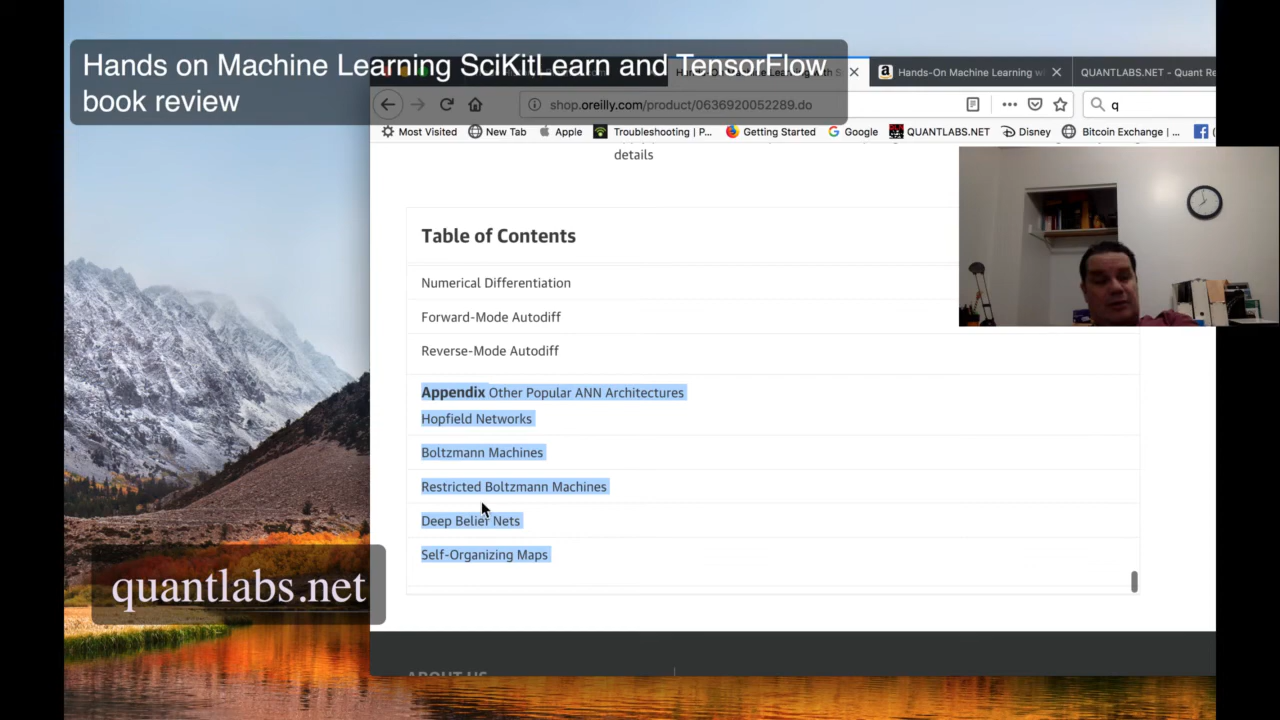 Hands on Machine Learning SciKitLearn and TensorFlow
book review
Hands-On Machine Learning w
QUANTLABS.NET - Quant Re
shop.oreilly.com/product/0636920052289.do
q
Most Visited
New Tab
Apple
Troubleshooting | P...
Getting Started
Google
QUANTLABS.NET
Disney
Bitcoin Exchange | ...
details
Table of Contents
Numerical Differentiation
Forward-Mode Autodiff
Reverse-Mode Autodiff
Appendix Other Popular ANN Architectures
Hopfield Networks
Boltzmann Machines
Restricted Boltzmann Machines
Deep Belief Nets
Self-Organizing Maps
quantlabs.net
ABOUT US